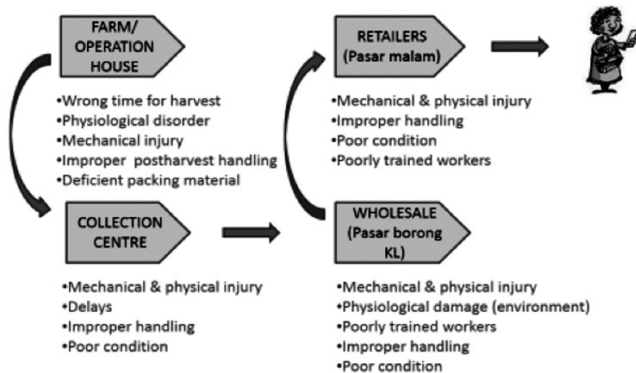 FARM/
OPERATION
HOUSE
•Wrong time for harvest
•Physiological disorder
•Mechanical injury
•Improper postharvest handling
•Deficient packing material
COLLECTION
CENTRE
•Mechanical & physical injury
•Delays
•Improper handling
•Poor condition
WHOLESALE
(Pasar borong
KL)
•Mechanical & physical injury
•Physiological damage (environment)
•Poorly trained workers
•Improper handling
•Poor condition
RETAILERS
(Pasar malam)
•Mechanical & physical injury
•Improper handling
•Poor condition
•Poorly trained workers